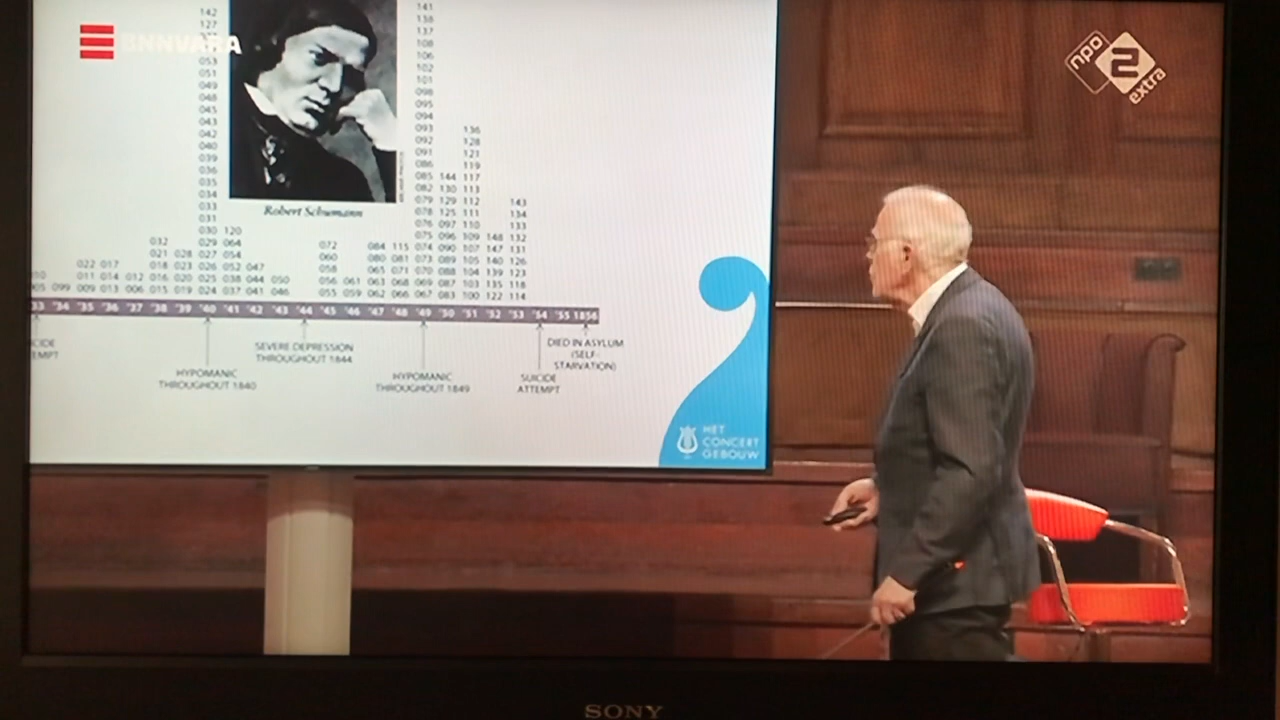 142
127
BNNVARA
053
051
049
048
045
043
042
040
039
036
035
034
033
031
030 120
032 029 064
021 028 027 054
022 017 018 023 026 052 047
011 014 012 016 020 025 038 044 050
099 009 013 006 015 019 024 037 041 046
141
138
137
108
106
102
101
098
095
094
093 136
092 128
091 121
086 119
085 144 117
082 130 113
079 129 112 143
078 125 111 134
076 097 110 133
075 096 109 148 132
072 084 115 074 090 107 147 131
060 080 081 073 089 105 140 126
058 065 071 070 088 104 139 123
056 061 063 068 069 087 103 135 118
055 059 062 066 067 083 100 122 114
Robert Schumann
'34 '35 '36 '37 '38 '39 '40 '41 '42 '43 '44 '45 '46 '47 '48 '49 '50 '51 '52 '53 '54 '55 1856
HYPOMANIC
THROUGHOUT 1840
SEVERE DEPRESSION
THROUGHOUT 1844
HYPOMANIC
THROUGHOUT 1849
SUICIDE
ATTEMPT
DIED IN ASYLUM
(SELF-
STARVATION)
HET
CONCERT
GEBOUW
npo
2
extra
SONY